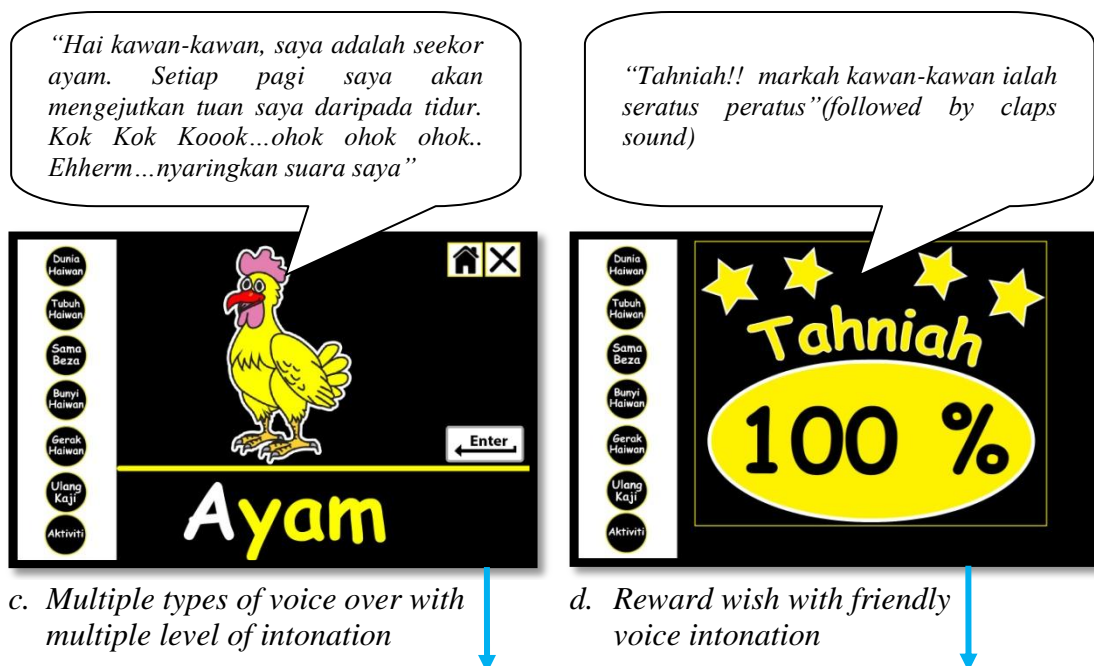 “Hai kawan-kawan, saya adalah seekor
ayam. Setiap pagi saya akan
mengejutkan tuan saya daripada tidur.
Kok Kok Koook…ohok ohok ohok..
Ehherm…nyaringkan suara saya”
“Tahniah!! markah kawan-kawan ialah
seratus peratus”(followed by claps
sound)
Dunia
Haiwan
Tubuh
Haiwan
Sama
Beza
Bunyi
Haiwan
Gerak
Haiwan
Ulang
Kaji
Aktiviti
Enter
Ayam
Dunia
Haiwan
Tubuh
Haiwan
Sama
Beza
Bunyi
Haiwan
Gerak
Haiwan
Ulang
Kaji
Aktiviti
Tahniah
100 %
c. Multiple types of voice over with
multiple level of intonation
d. Reward wish with friendly
voice intonation